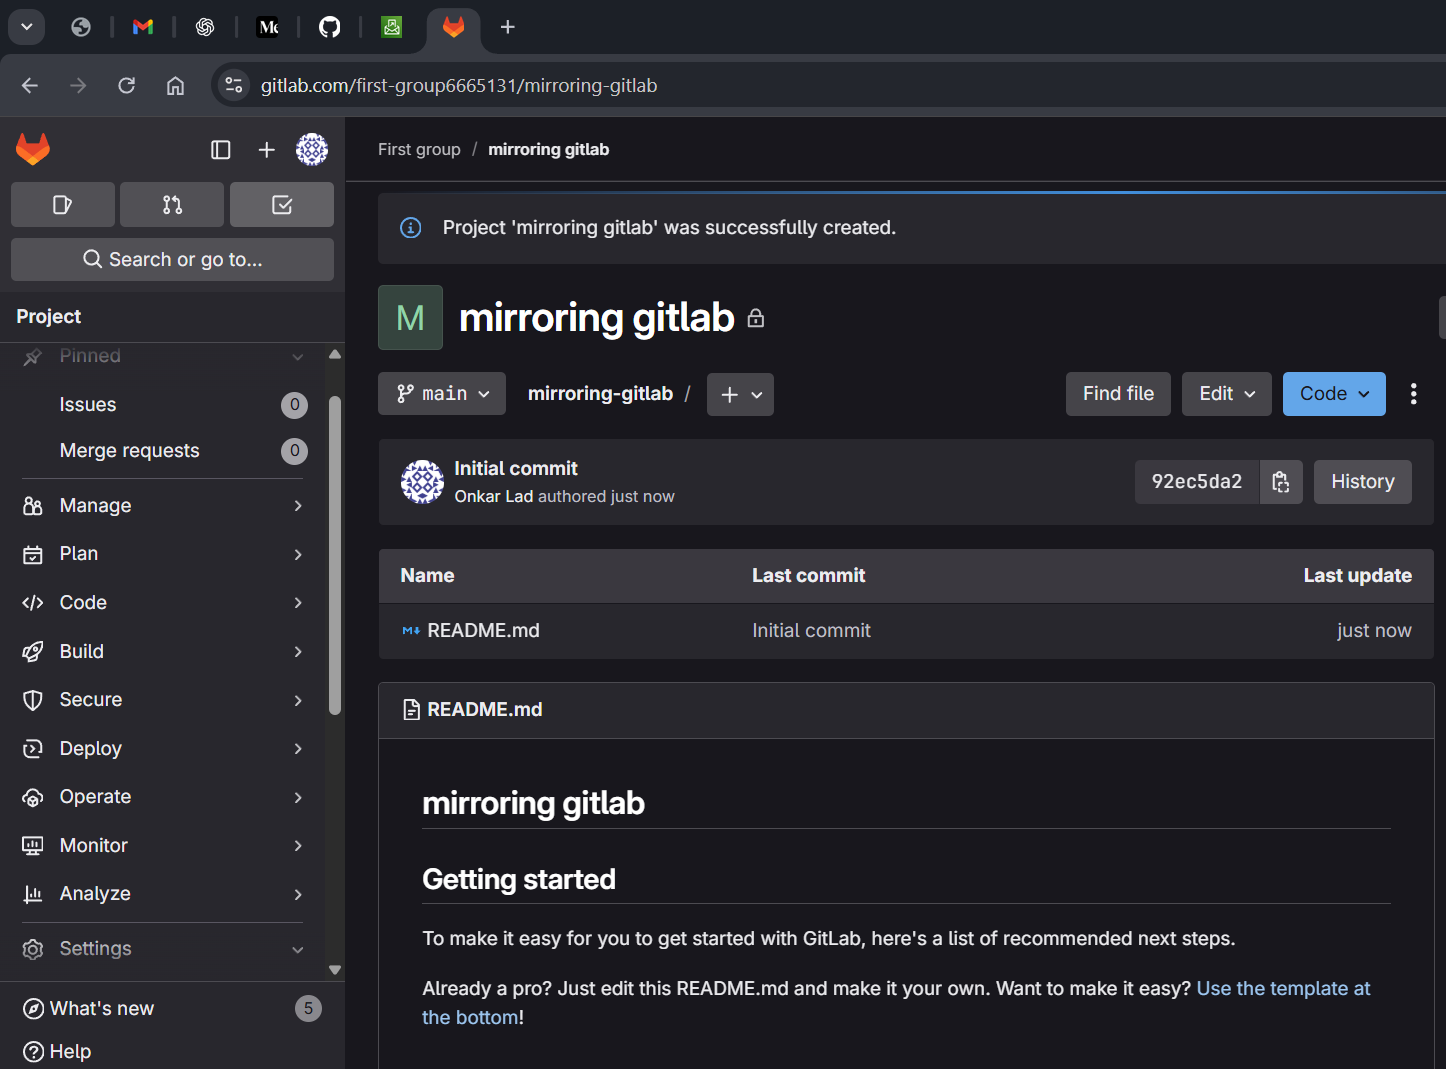 M
gitlab.com/first-group6665131/mirroring-gitlab
First group / mirroring gitlab
Search or go to...
Project
Pinned
Issues 0
Merge requests 0
Manage
Plan
Code
Build
Secure
Deploy
Operate
Monitor
Analyze
Settings
What's new 5
Help
Project 'mirroring gitlab' was successfully created.
M mirroring gitlab
main mirroring-gitlab / + Find file Edit Code
Initial commit
Onkar Lad authored just now
92ec5da2 History
Name Last commit Last update
README.md Initial commit just now
README.md
mirroring gitlab
Getting started
To make it easy for you to get started with GitLab, here's a list of recommended next steps.
Already a pro? Just edit this README.md and make it your own. Want to make it easy? Use the template at
the bottom!